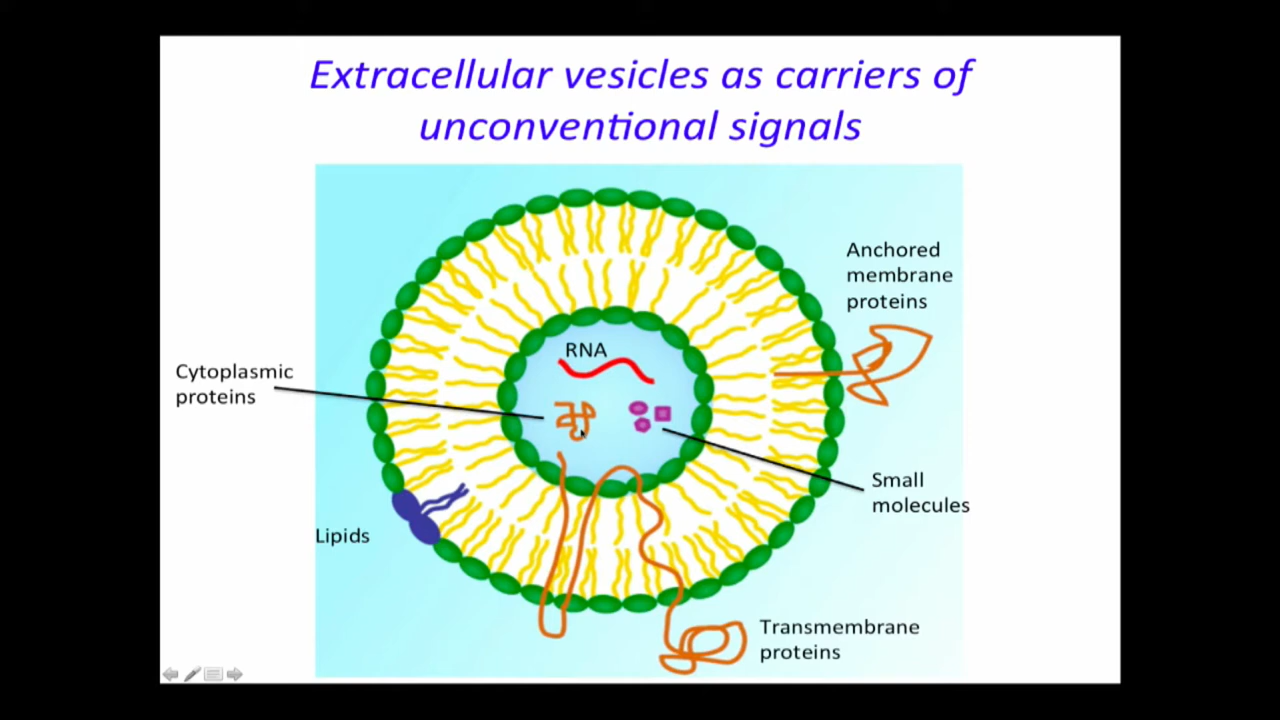 Extracellular vesicles as carriers of
unconventional signals
Anchored
membrane
proteins
RNA
Cytoplasmic
proteins
Small
molecules
Lipids
Transmembrane
proteins